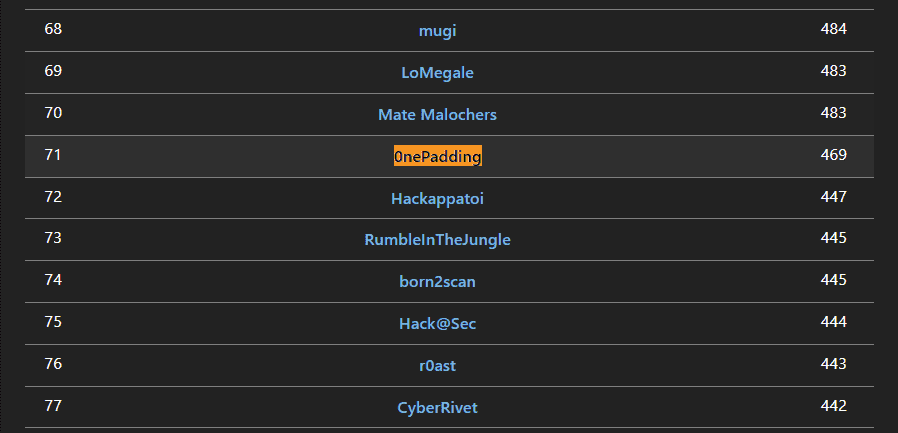 68 mugi 484
69 LoMegale 483
70 Mate Malochers 483
71 0nePadding 469
72 Hackappatoi 447
73 RumbleInTheJungle 445
74 born2scan 445
75 Hack@Sec 444
76 r0ast 443
77 CyberRivet 442